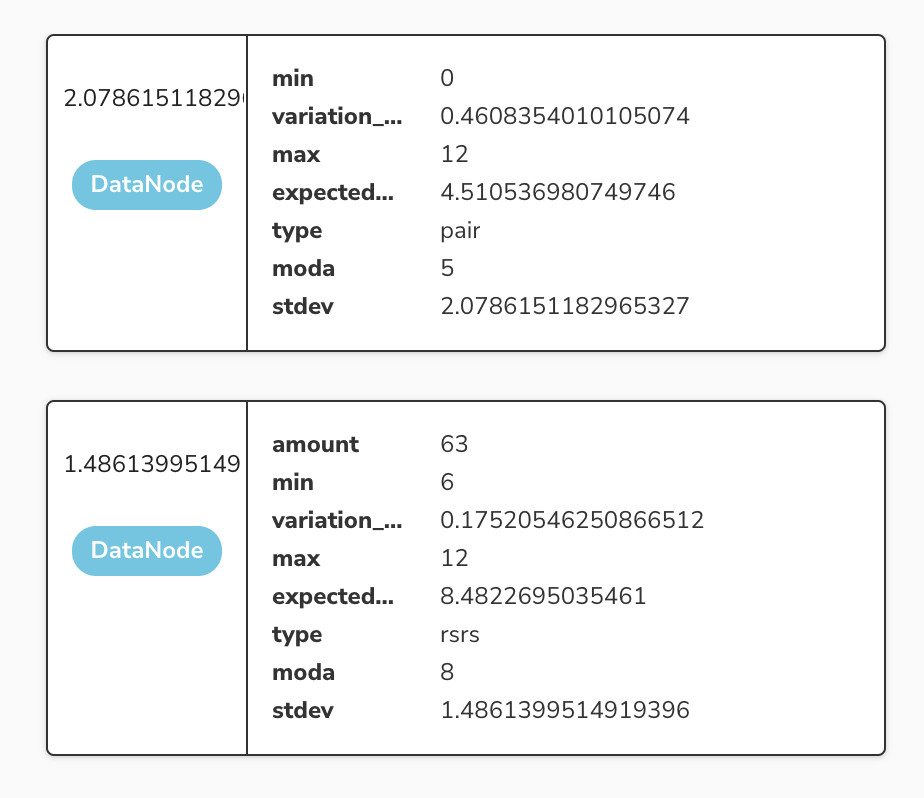 2.07861511829
DataNode
min 0
variation_... 0.4608354010105074
max 12
expected... 4.510536980749746
type pair
moda 5
stdev 2.0786151182965327
1.48613995149
DataNode
amount 63
min 6
variation_... 0.17520546250866512
max 12
expected... 8.4822695035461
type rsrs
moda 8
stdev 1.4861399514919396